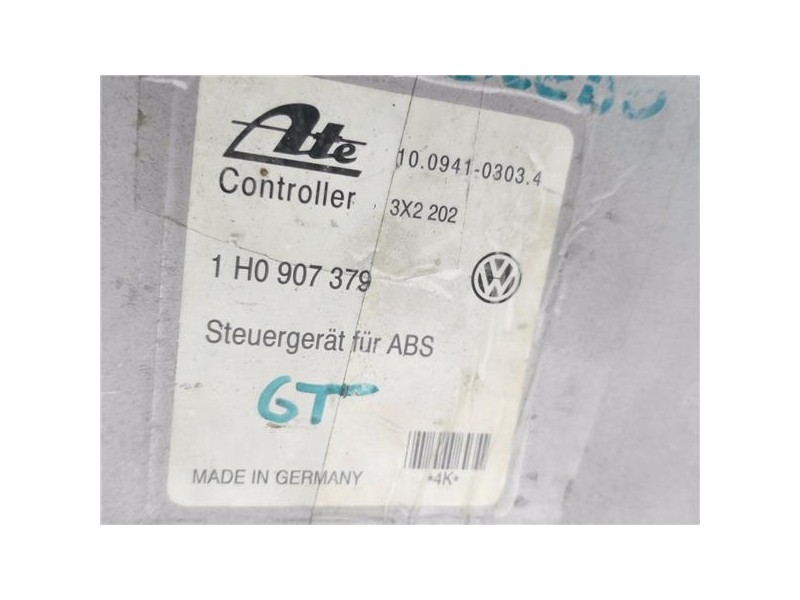 Ate
10.0941-0303.4
Controller
3X2 202
1 H0 907 379
VW
Steuergerät für ABS
GT
*4K*
MADE IN GERMANY